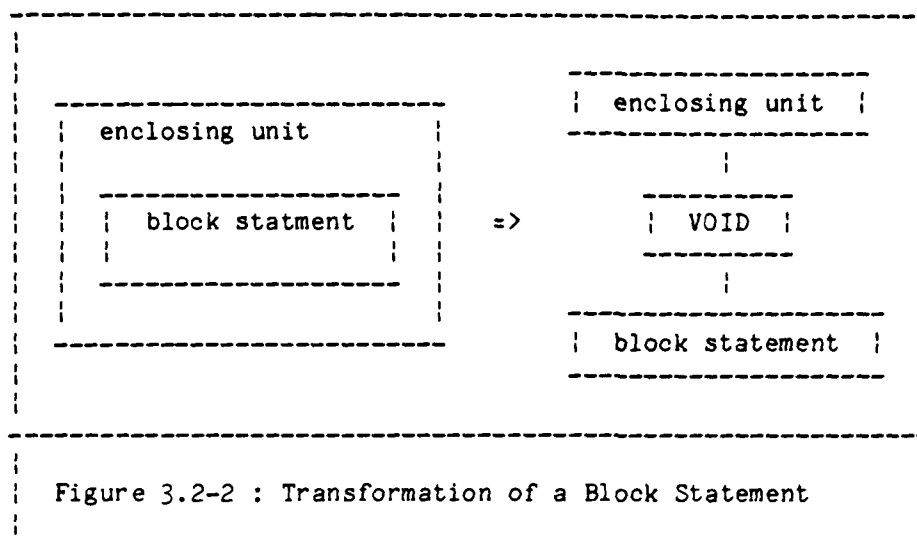 enclosing unit
block statment
=>
enclosing unit
VOID
block statement
Figure 3.2-2 : Transformation of a Block Statement